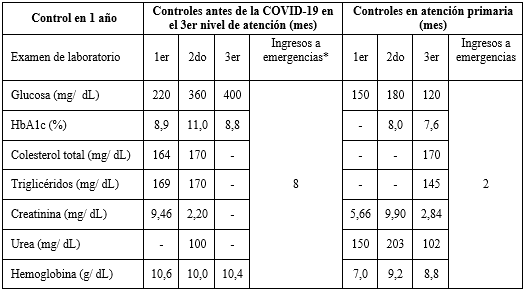 Control en 1 año | Controles antes de la COVID-19 en el 3er nivel de atención (mes) | Controles en atención primaria (mes)
Examen de laboratorio | 1er | 2do | 3er | Ingresos a emergencias* | 1er | 2do | 3er | Ingresos a emergencias
Glucosa (mg/ dL) | 220 | 360 | 400 | 8 | 150 | 180 | 120 | 2
HbA1c (%) | 8,9 | 11,0 | 8,8 | - | 8,0 | 7,6
Colesterol total (mg/ dL) | 164 | 170 | - | - | - | 170
Triglicéridos (mg/ dL) | 169 | 170 | - | - | - | 145
Creatinina (mg/ dL) | 9,46 | 2,20 | - | 5,66 | 9,90 | 2,84
Urea (mg/ dL) | - | 100 | - | 150 | 203 | 102
Hemoglobina (g/ dL) | 10,6 | 10,0 | 10,4 | 7,0 | 9,2 | 8,8